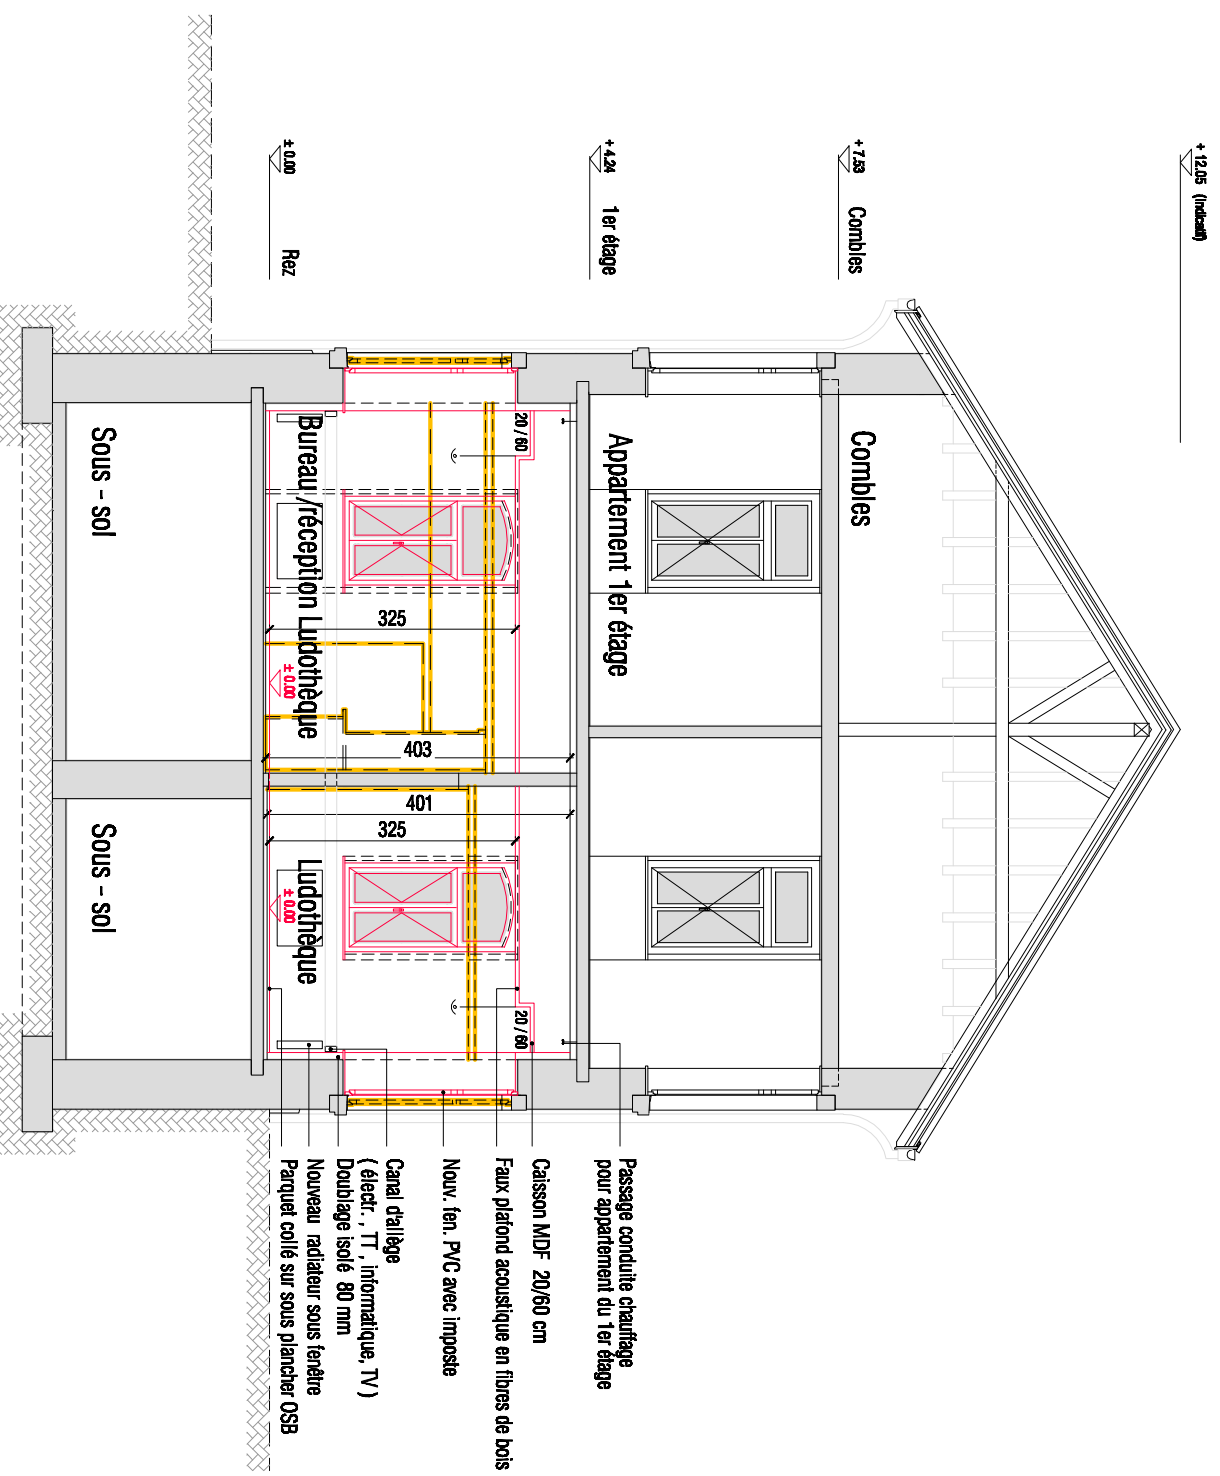 + 12.05 (Indicatif)
+ 7.53 Combles
+ 4.24 1er étage
± 0.00 Rez
Combles
Appartement 1er étage
20 / 60
20 / 60
325
403
401
325
Bureau /réception Ludothèque
± 0.00
Ludothèque
± 0.00
Sous - sol
Sous - sol
Passage conduite chauffage
pour appartement du 1er étage
Caisson MDF 20/60 cm
Faux plafond acoustique en fibres de bois
Nouv. fen. PVC avec imposte
Canal d'allège
( électr. , TT , informatique, TV )
Doublage isolé 80 mm
Nouveau radiateur sous fenêtre
Parquet collé sur sous plancher OSB